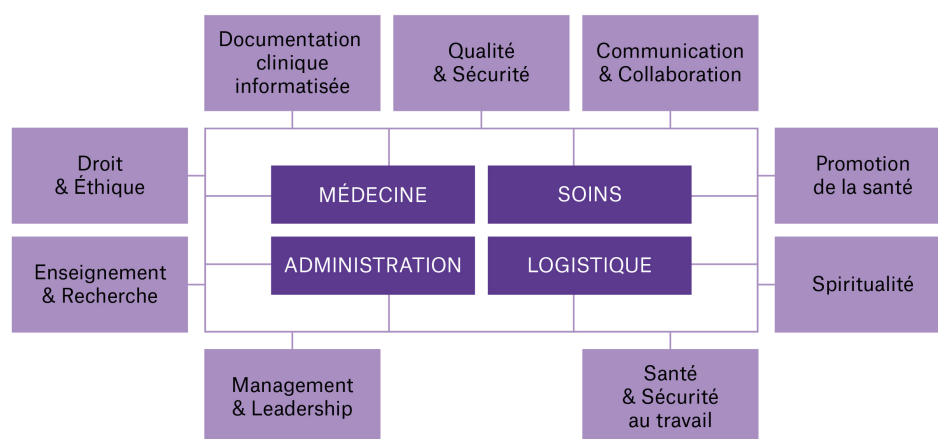 Documentation
clinique
informatisée
Qualité
& Sécurité
Communication
& Collaboration
Droit
& Éthique
MÉDECINE
SOINS
Promotion
de la santé
Enseignement
& Recherche
ADMINISTRATION
LOGISTIQUE
Spiritualité
Management
& Leadership
Santé
& Sécurité
au travail